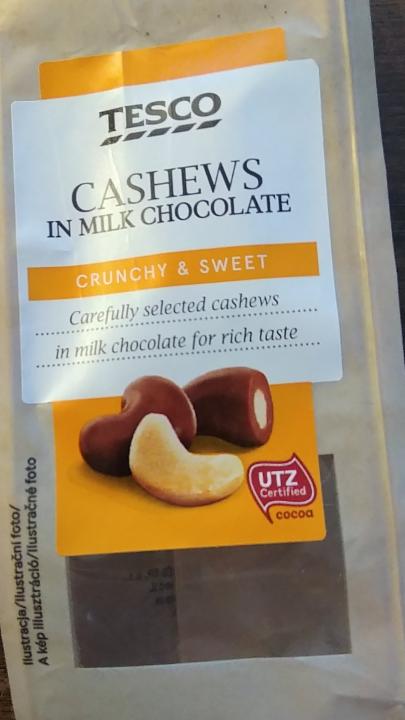 TESCO
CASHEWS
IN MILK CHOCOLATE
CRUNCHY & SWEET
Carefully selected cashews
in milk chocolate for rich taste
UTZ
Certified
cocoa
Ilustracja/Ilustrační foto/
A kép illusztráció/Ilustračné foto